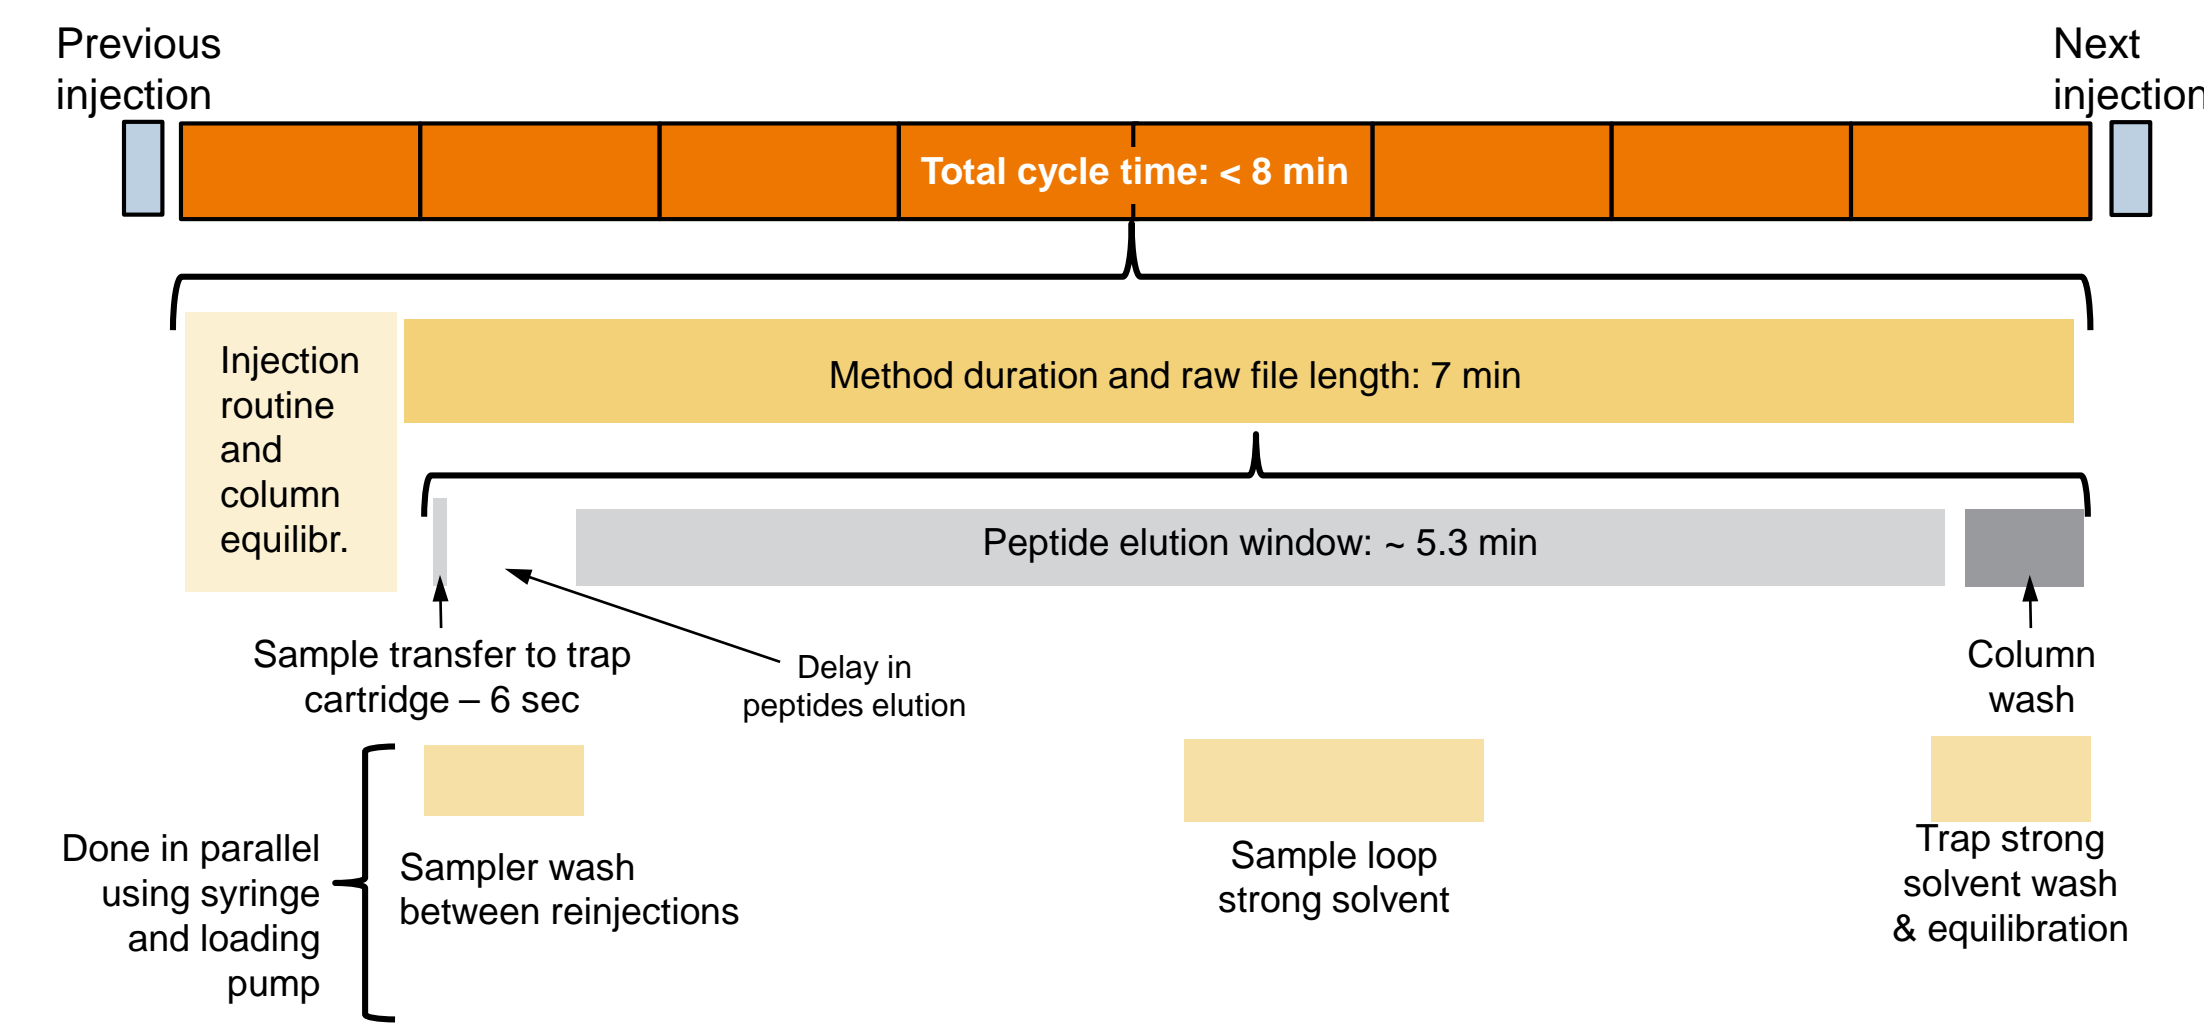 Previous
injection
Next
injection
Total cycle time: < 8 min
Injection
routine
and
column
equilibr.
Method duration and raw file length: 7 min
Peptide elution window: ~ 5.3 min
Sample transfer to trap
cartridge – 6 sec
Delay in
peptides elution
Column
wash
Done in parallel
using syringe
and loading
pump
Sampler wash
between reinjections
Sample loop
strong solvent
Trap strong
solvent wash
& equilibration